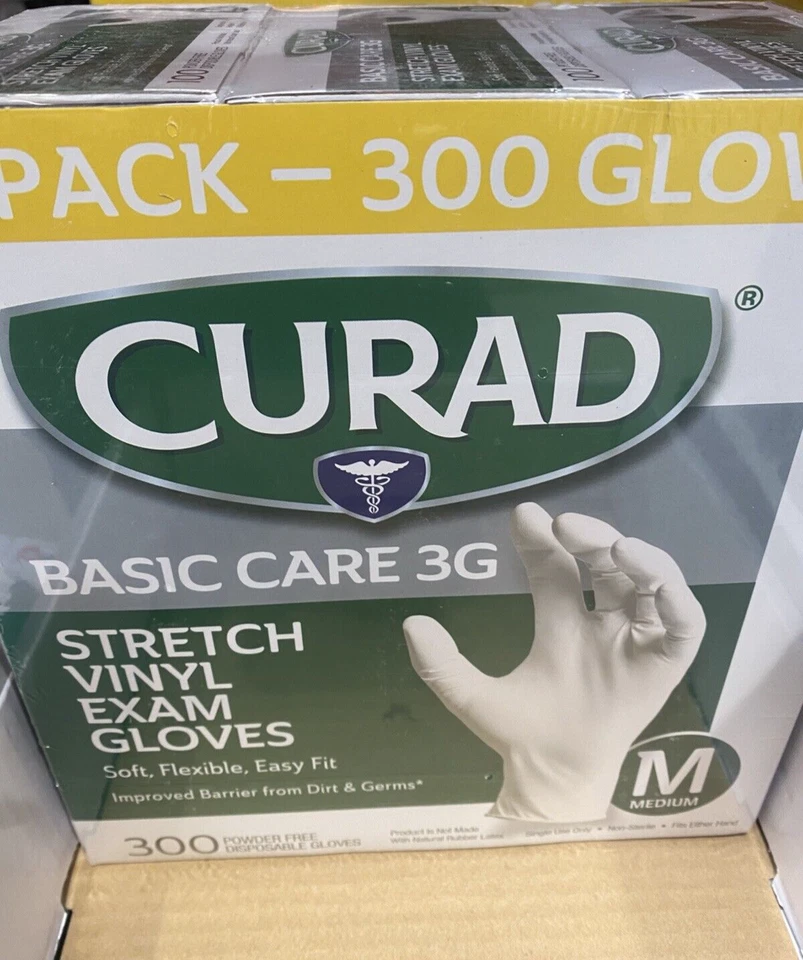 PACK – 300 GLOV
CURAD
®
BASIC CARE 3G
STRETCH
VINYL
EXAM
GLOVES
Soft, Flexible, Easy Fit
Improved Barrier from Dirt & Germs*
M
MEDIUM
300 POWDER FREE
DISPOSABLE GLOVES
Product Is Not Made
With Natural Rubber Latex
Single Use Only • Non-Sterile • Fits Either Hand